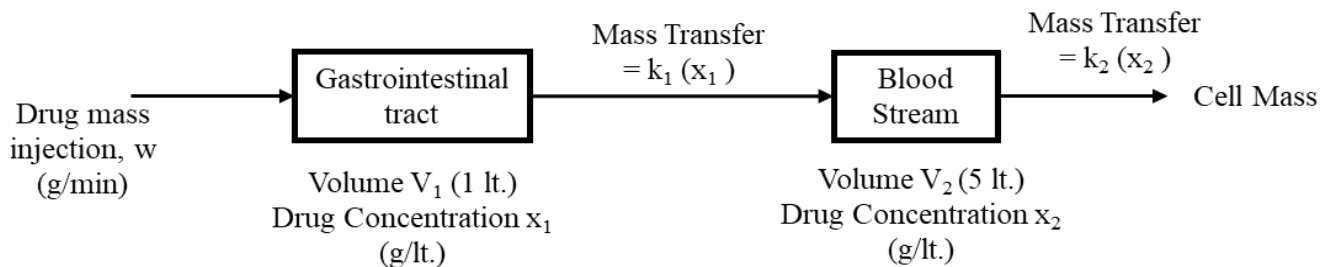 Drug mass
injection, w
(g/min)
Gastrointestinal
tract
Volume V₁ (1 lt.)
Drug Concentration x₁
(g/lt.)
Mass Transfer
= k₁ (x₁ )
Blood
Stream
Volume V₂ (5 lt.)
Drug Concentration x₂
(g/lt.)
Mass Transfer
= k₂ (x₂ )
Cell Mass